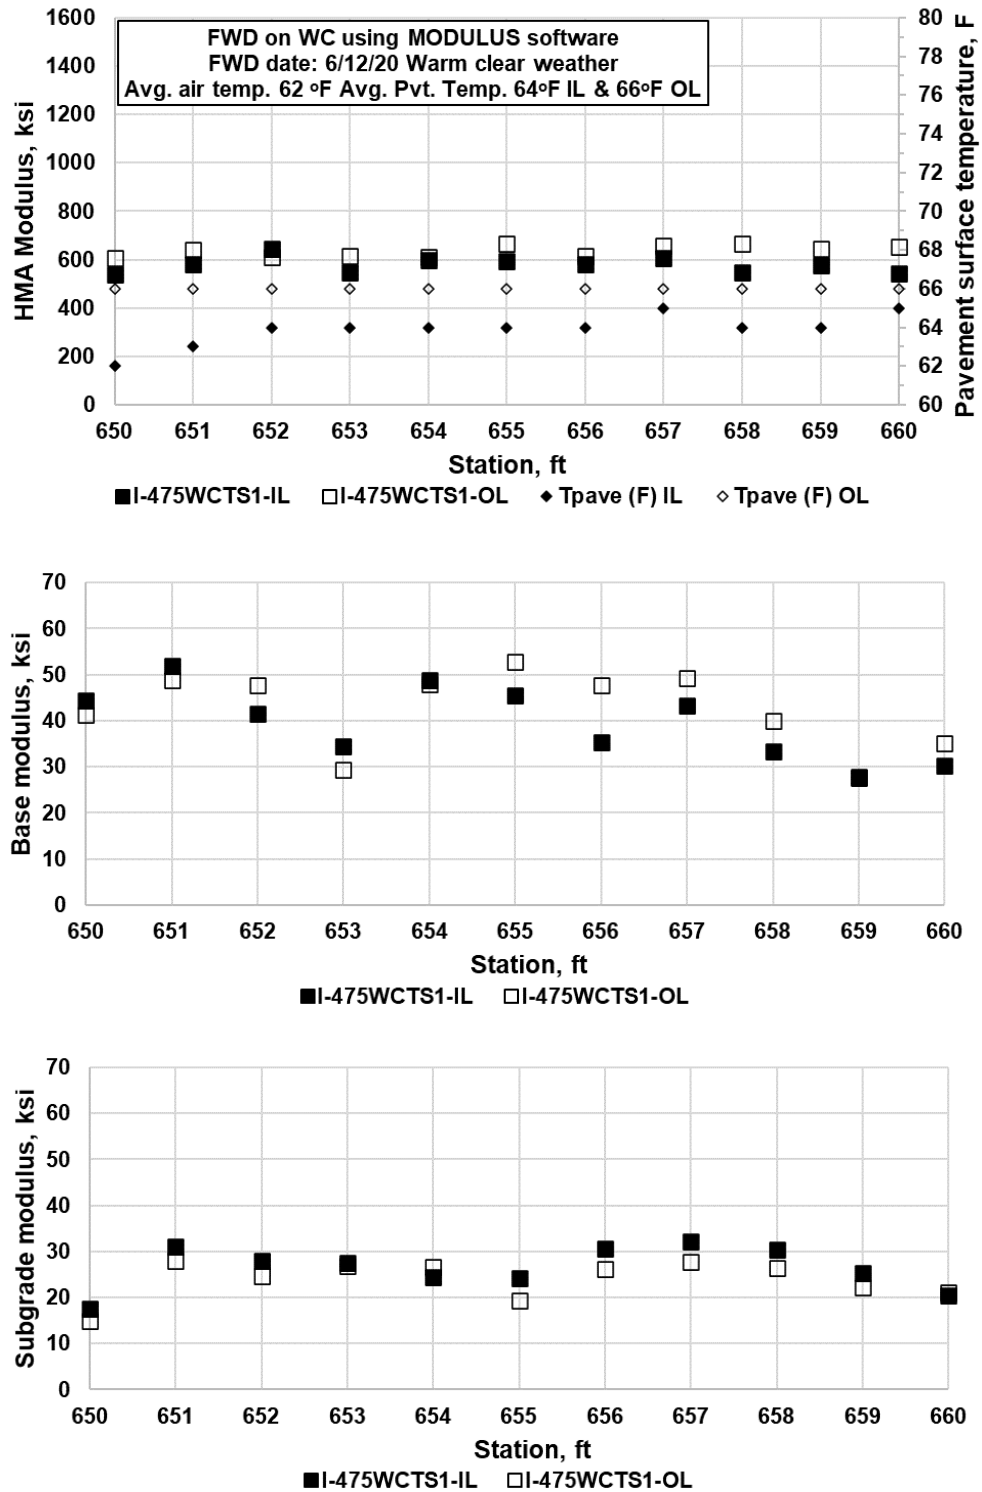 FWD on WC using MODULUS software
FWD date: 6/12/20 Warm clear weather
Avg. air temp. 62 ºF Avg. Pvt. Temp. 64ºF IL & 66ºF OL
HMA Modulus, ksi
1600
1400
1200
1000
800
600
400
200
0
80
78
76
74
72
70
68
66
64
62
60
Pavement surface temperature, F
650 651 652 653 654 655 656 657 658 659 660
Station, ft
I-475WCTS1-IL I-475WCTS1-OL Tpave (F) IL Tpave (F) OL
Base modulus, ksi
70
60
50
40
30
20
10
0
650 651 652 653 654 655 656 657 658 659 660
Station, ft
I-475WCTS1-IL I-475WCTS1-OL
Subgrade modulus, ksi
70
60
50
40
30
20
10
0
650 651 652 653 654 655 656 657 658 659 660
Station, ft
I-475WCTS1-IL I-475WCTS1-OL